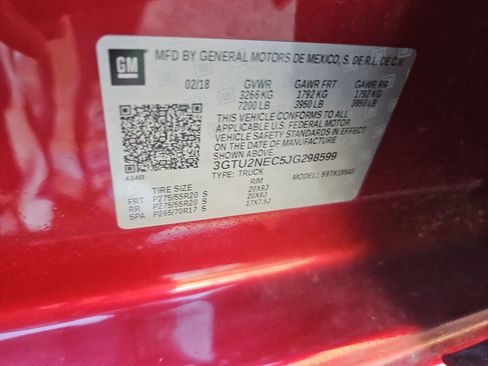 GM
MFD BY GENERAL MOTORS DE MEXICO, S. DE R.L. DE C.V.
02/18 GVWR GAWR FRT GAWR RR
3266 KG 1792 KG 1792 KG
7200 LB 3950 LB 3950 LB
THIS VEHICLE CONFORMS TO ALL
APPLICABLE U.S. FEDERAL MOTOR
VEHICLE SAFETY STANDARDS IN EFFECT
ON THE DATE OF MANUFACTURE SHOWN ABOVE.
3GTU2NEC5JG298599
434B TYPE: TRUCK MODEL:
TIRE SIZE RIM
FRT P275/55R20 S 20X9J
RR P275/55R20 S 20X9J
SPA P265/70R17 S 17X7.5J